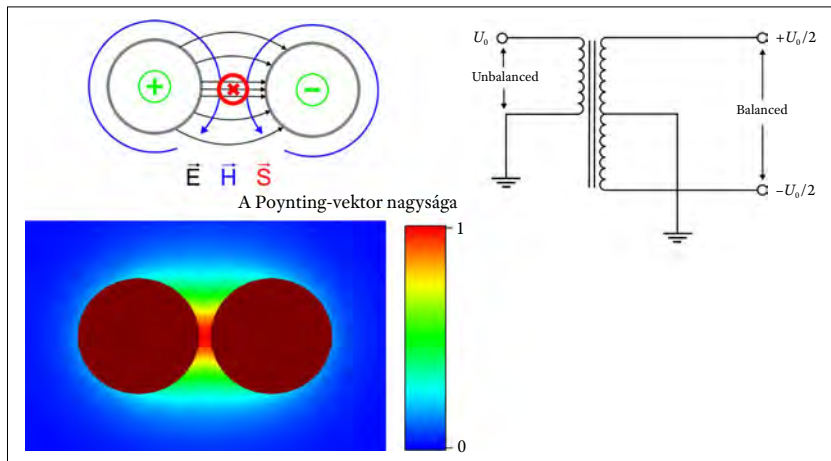 +
−
E H S
A Poynting-vektor nagysága
1
0
U₀
Unbalanced
+U₀/2
Balanced
−U₀/2